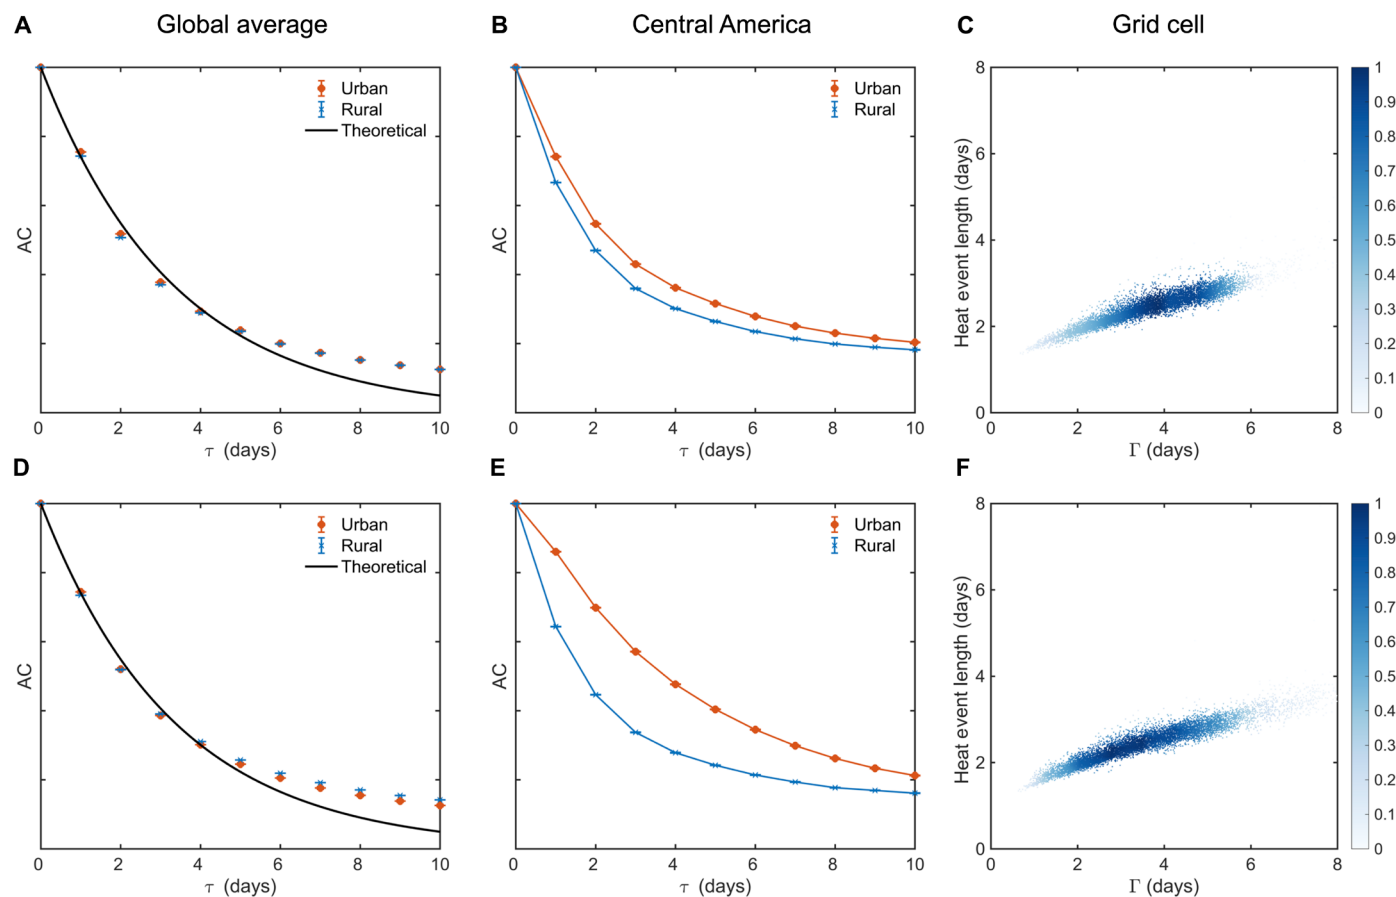 A Global average
B Central America
C Grid cell
Urban
Rural
Theoretical
AC
0 2 4 6 8 10
τ (days)
Urban
Rural
AC
0 2 4 6 8 10
τ (days)
8
6
4
2
0
Heat event length (days)
0 2 4 6 8
Γ (days)
1
0.9
0.8
0.7
0.6
0.5
0.4
0.3
0.2
0.1
0
D
E
F
Urban
Rural
Theoretical
AC
0 2 4 6 8 10
τ (days)
Urban
Rural
AC
0 2 4 6 8 10
τ (days)
8
6
4
2
0
Heat event length (days)
0 2 4 6 8
Γ (days)
1
0.9
0.8
0.7
0.6
0.5
0.4
0.3
0.2
0.1
0